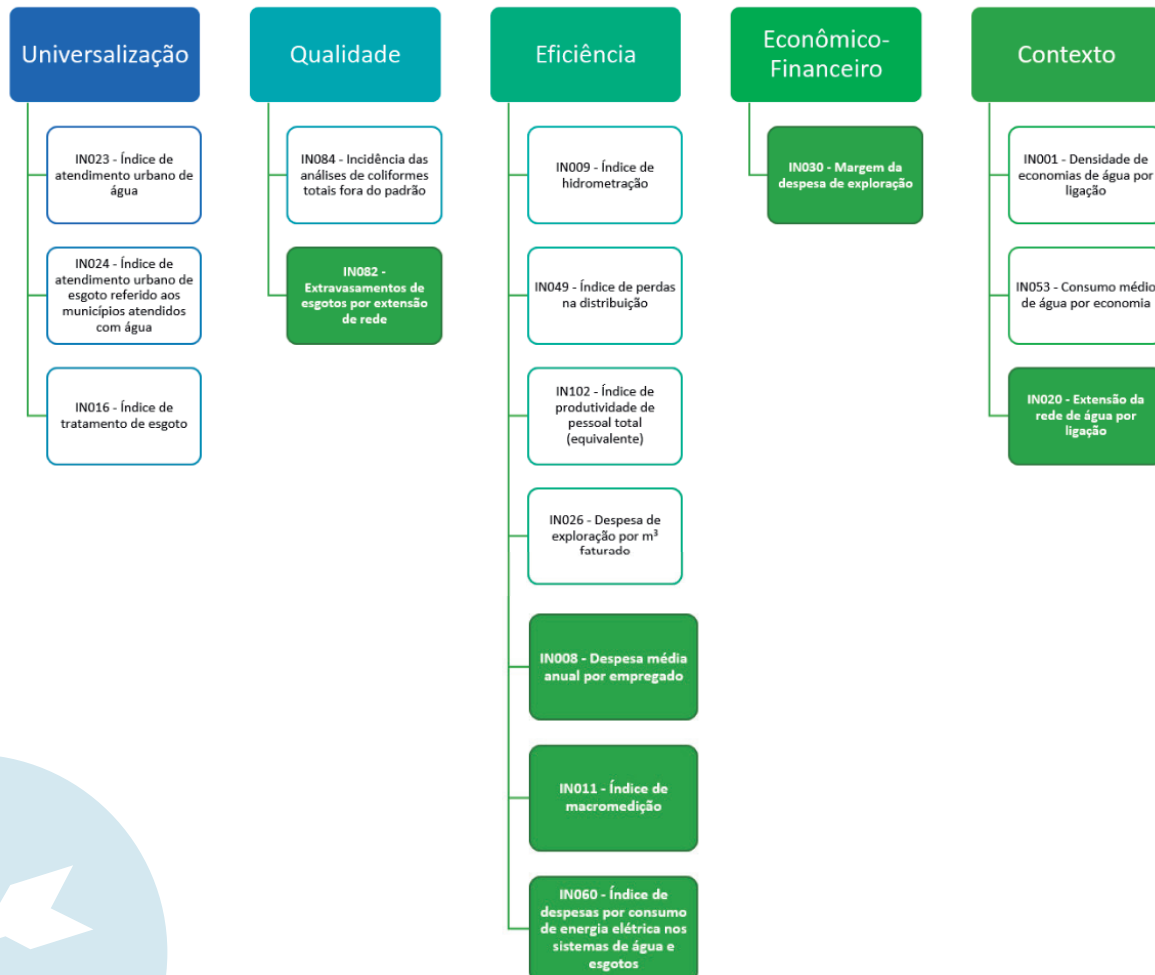 Universalização
IN023 - Índice de
atendimento urbano de
água
IN024 - Índice de
atendimento urbano de
esgoto referido aos
municípios atendidos
com água
IN016 - Índice de
tratamento de esgoto
Qualidade
IN084 - Incidência das
análises de coliformes
totais fora do padrão
IN082 -
Extravasamentos de
esgotos por extensão
de rede
Eficiência
IN009 - Índice de
hidrometração
IN049 - Índice de perdas
na distribuição
IN102 - Índice de
produtividade de
pessoal total
(equivalente)
IN026 - Despesa de
exploração por m³
faturado
IN008 - Despesa média
anual por empregado
IN011 - Índice de
macromedição
IN060 - Índice de
despesas por consumo
de energia elétrica nos
sistemas de água e
esgotos
Econômico-
Financeiro
IN030 - Margem da
despesa de exploração
Contexto
IN001 - Densidade de
economias de água por
ligação
IN053 - Consumo médio
de água por economia
IN020 - Extensão da
rede de água por
ligação